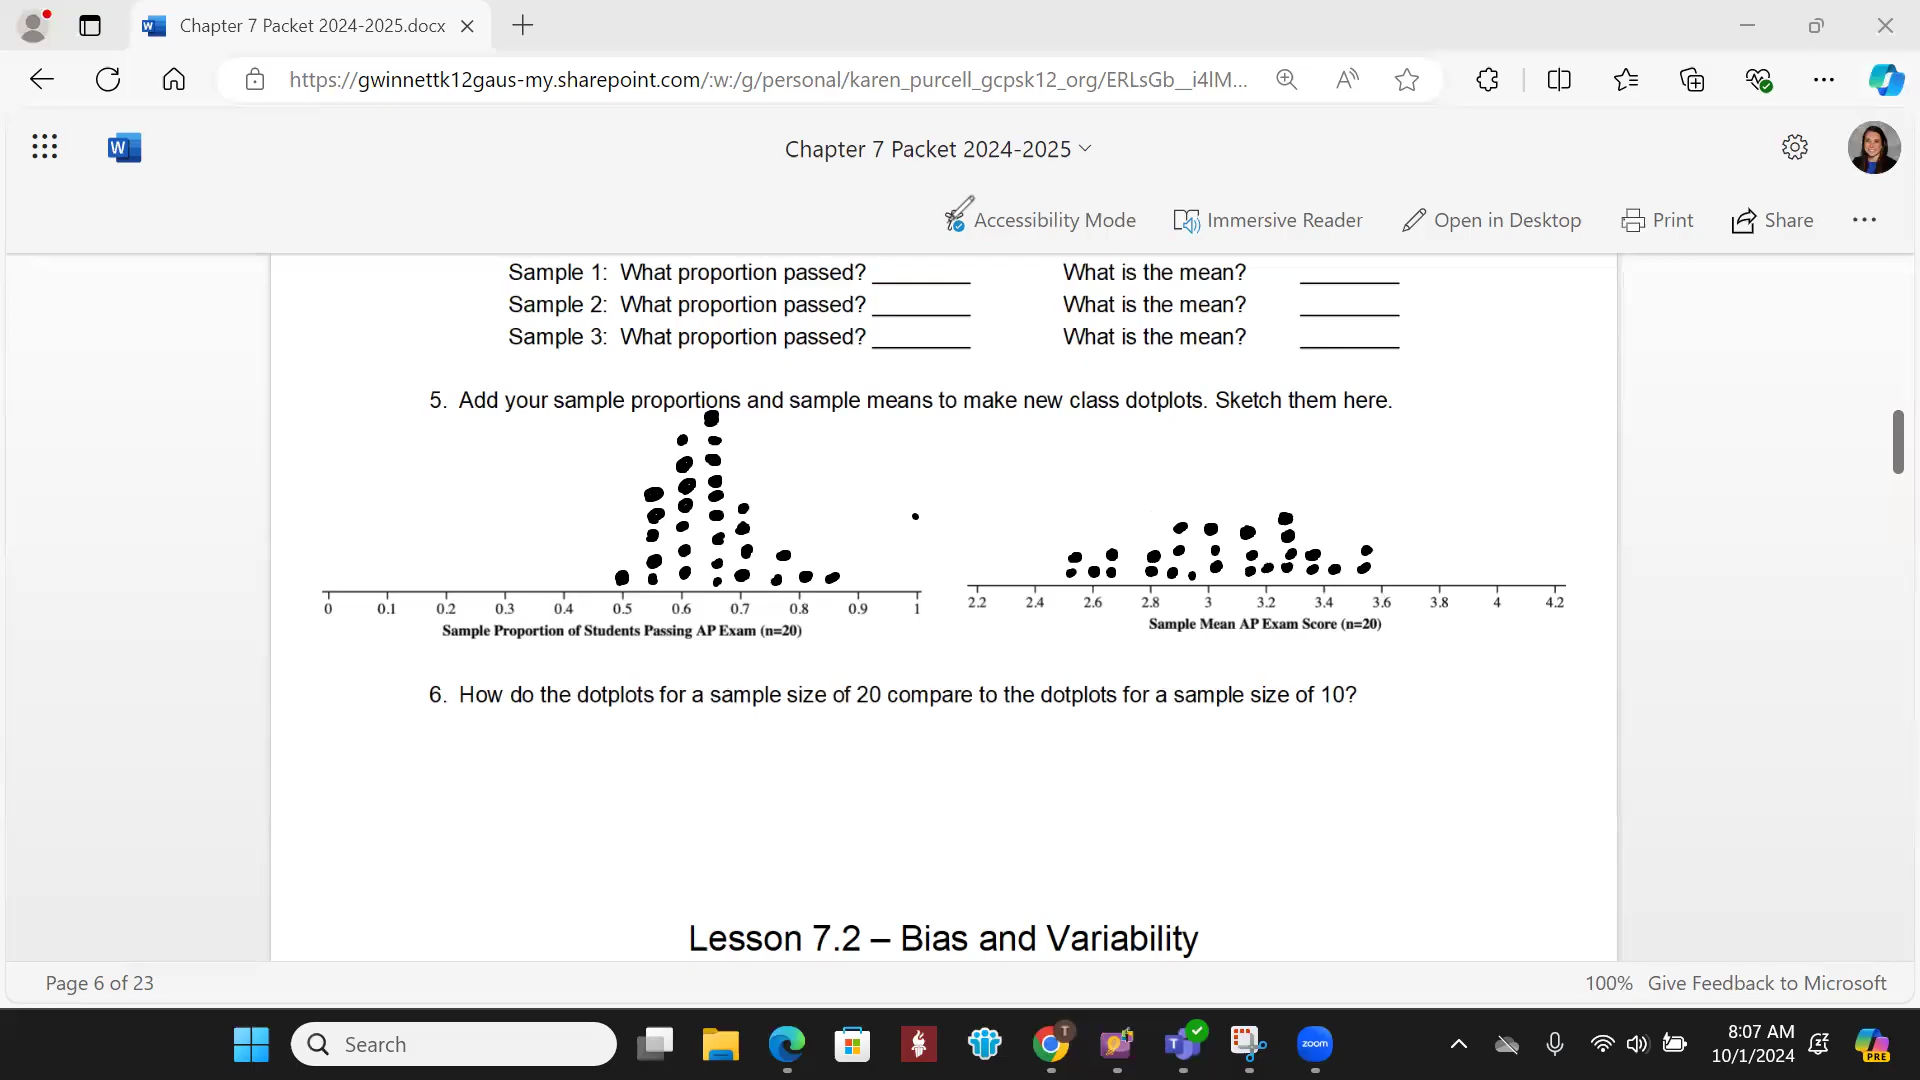 Chapter 7 Packet 2024-2025.docx
https://gwinnettk12gaus-my.sharepoint.com/:w:/g/personal/karen_purcell_gcpsk12_org/ERLsGb__i4lM...
W
Chapter 7 Packet 2024-2025
Accessibility Mode Immersive Reader Open in Desktop Print Share ...
Sample 1: What proportion passed? ________ What is the mean? ________
Sample 2: What proportion passed? ________ What is the mean? ________
Sample 3: What proportion passed? ________ What is the mean? ________
5. Add your sample proportions and sample means to make new class dotplots. Sketch them here.
0 0.1 0.2 0.3 0.4 0.5 0.6 0.7 0.8 0.9 1
Sample Proportion of Students Passing AP Exam (n=20)
2.2 2.4 2.6 2.8 3 3.2 3.4 3.6 3.8 4 4.2
Sample Mean AP Exam Score (n=20)
6. How do the dotplots for a sample size of 20 compare to the dotplots for a sample size of 10?
Lesson 7.2 – Bias and Variability
Page 6 of 23 100% Give Feedback to Microsoft
Search
T
zoom
8:07 AM
10/1/2024
PRE